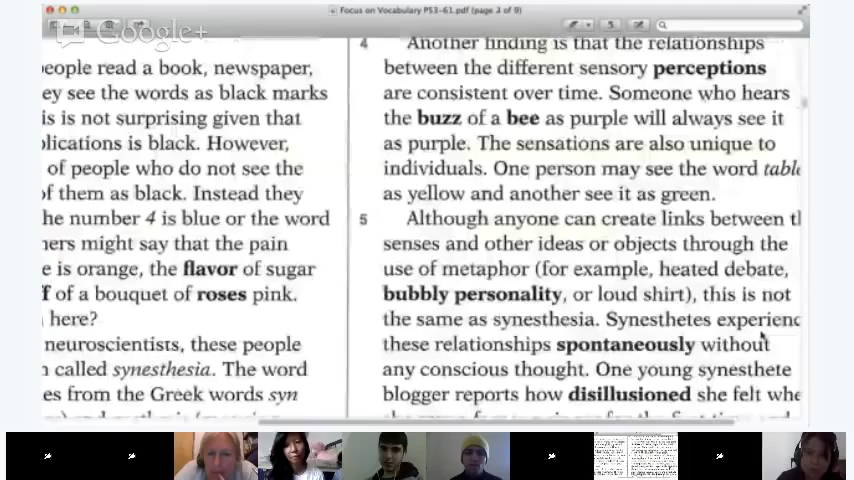 Focus on Vocabulary P53-61.pdf (page 3 of 9)
Google+
people read a book, newspaper,
ey see the words as black marks
is is not surprising given that
lications is black. However,
of people who do not see the
of them as black. Instead they
he number 4 is blue or the word
hers might say that the pain
e is orange, the flavor of sugar
f of a bouquet of roses pink.
here?
neuroscientists, these people
n called synesthesia. The word
es from the Greek words syn
4 Another finding is that the relationships
between the different sensory perceptions
are consistent over time. Someone who hears
the buzz of a bee as purple will always see it
as purple. The sensations are also unique to
individuals. One person may see the word table
as yellow and another see it as green.
5 Although anyone can create links between th
senses and other ideas or objects through the
use of metaphor (for example, heated debate,
bubbly personality, or loud shirt), this is not
the same as synesthesia. Synesthetes experienc
these relationships spontaneously without
any conscious thought. One young synesthete
blogger reports how disillusioned she felt whe